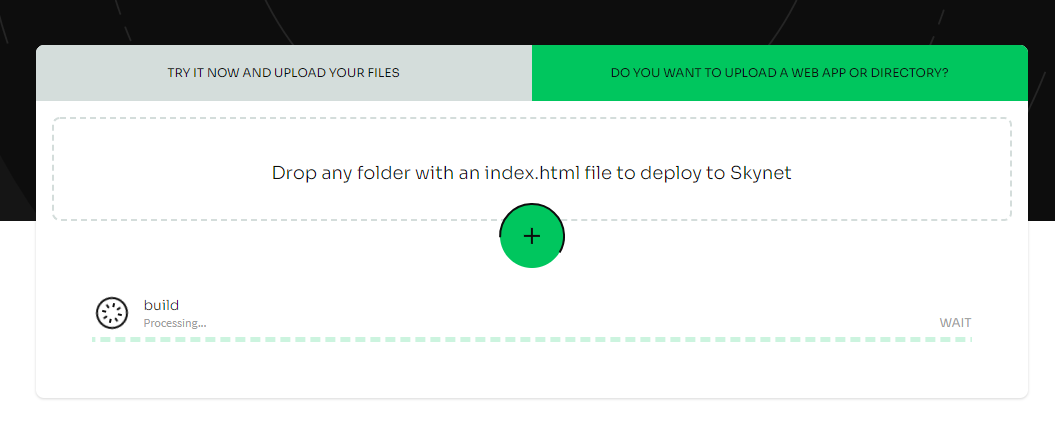 TRY IT NOW AND UPLOAD YOUR FILES
DO YOU WANT TO UPLOAD A WEB APP OR DIRECTORY?
Drop any folder with an index.html file to deploy to Skynet
build
Processing...
WAIT